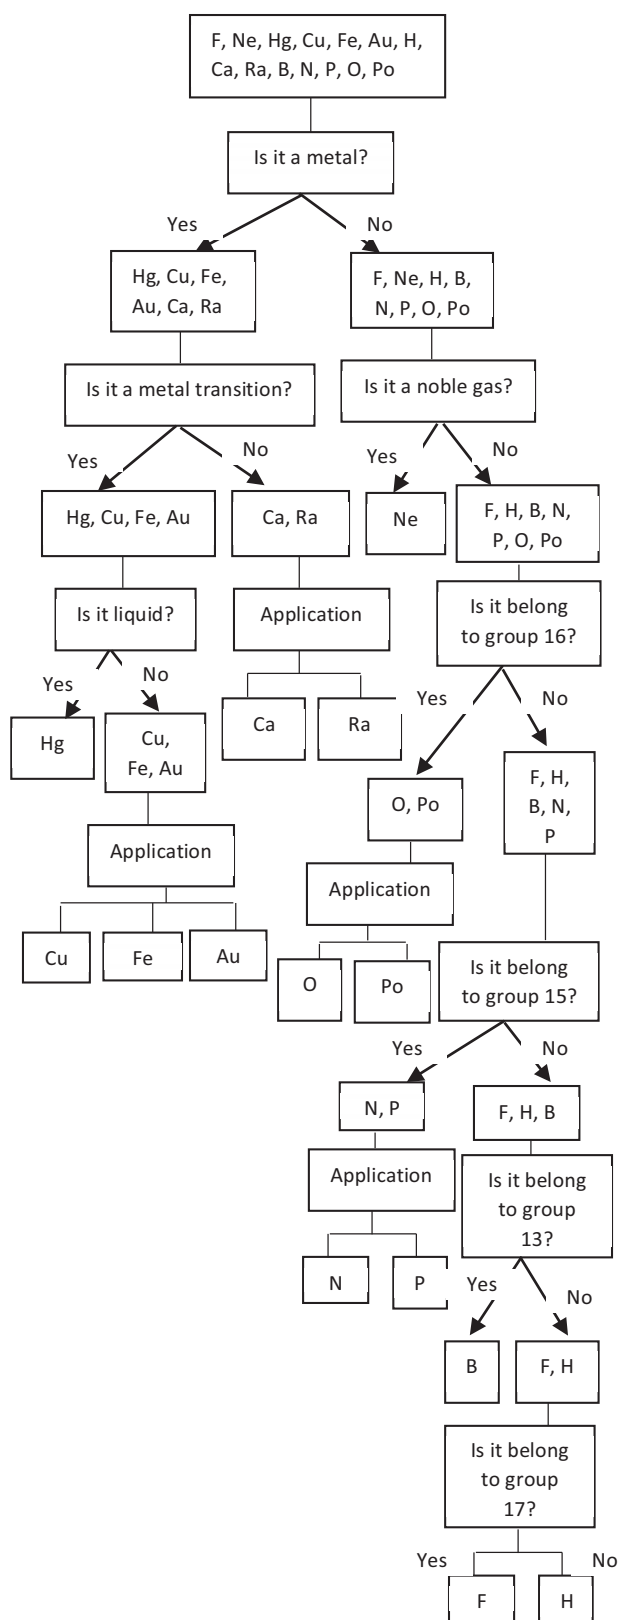 F, Ne, Hg, Cu, Fe, Au, H,
Ca, Ra, B, N, P, O, Po
Is it a metal?
Yes
No
Hg, Cu, Fe,
Au, Ca, Ra
F, Ne, H, B,
N, P, O, Po
Is it a metal transition?
Is it a noble gas?
Yes
No
Yes
No
Hg, Cu, Fe, Au
Ca, Ra
Ne
F, H, B, N,
P, O, Po
Is it liquid?
Application
Is it belong
to group 16?
Yes
No
Yes
No
Hg
Cu,
Fe, Au
Ca
Ra
O, Po
F, H,
B, N,
P
Application
Application
Cu
Fe
Au
O
Po
Is it belong
to group 15?
Yes
No
N, P
F, H, B
Application
Is it belong
to group
13?
N
P
Yes
No
B
F, H
Is it belong
to group
17?
Yes
No
F
H